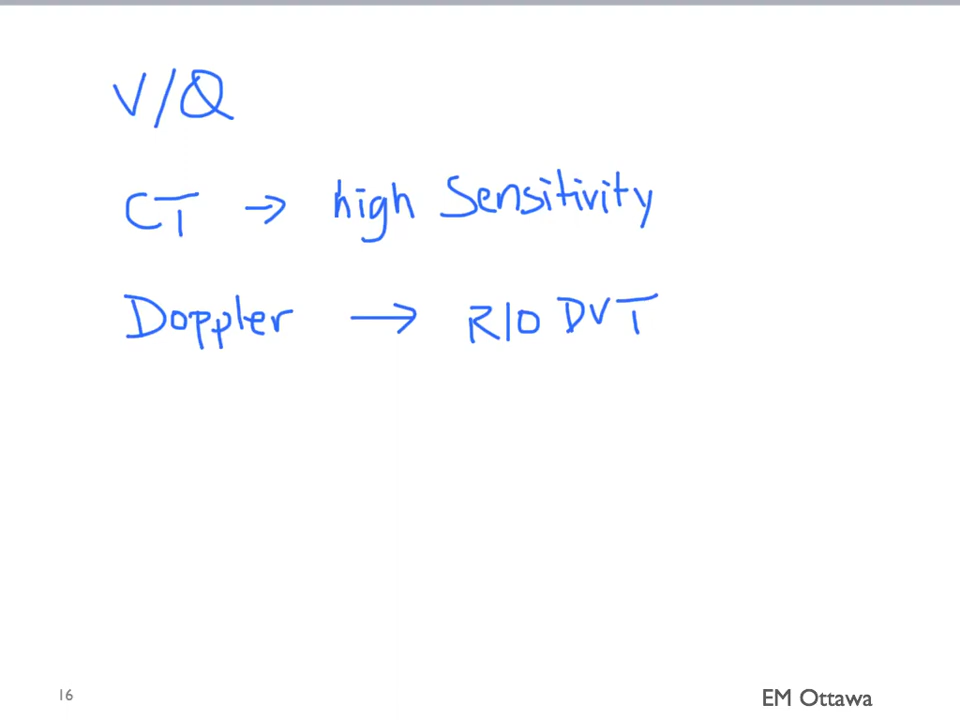 V/Q
CT → high Sensitivity
Doppler → R/O DVT
16
EM Ottawa